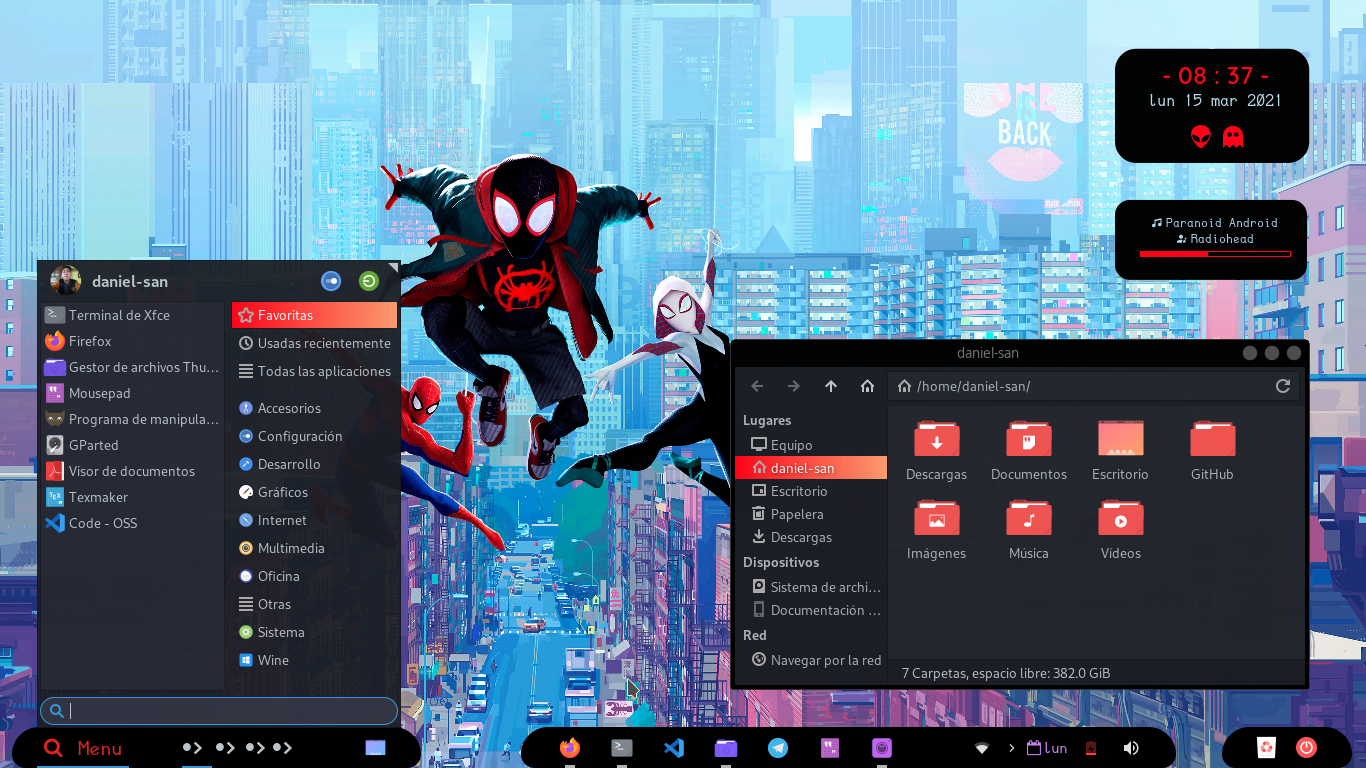 - 08 : 37 -
lun 15 mar 2021
BACK
Paranoid Android
Radiohead
daniel-san
Terminal de Xfce
Firefox
Gestor de archivos Thu...
Mousepad
Programa de manipula...
GParted
Visor de documentos
Texmaker
Code - OSS
Favoritas
Usadas recientemente
Todas las aplicaciones
Accesorios
Configuración
Desarrollo
Gráficos
Internet
Multimedia
Oficina
Otras
Sistema
Wine
daniel-san
/home/daniel-san/
Lugares
Equipo
daniel-san
Escritorio
Papelera
Descargas
Dispositivos
Sistema de archi...
Documentación ...
Red
Navegar por la red
Descargas
Documentos
Escritorio
GitHub
Imágenes
Música
Vídeos
7 Carpetas, espacio libre: 382.0 GiB
Menu
lun